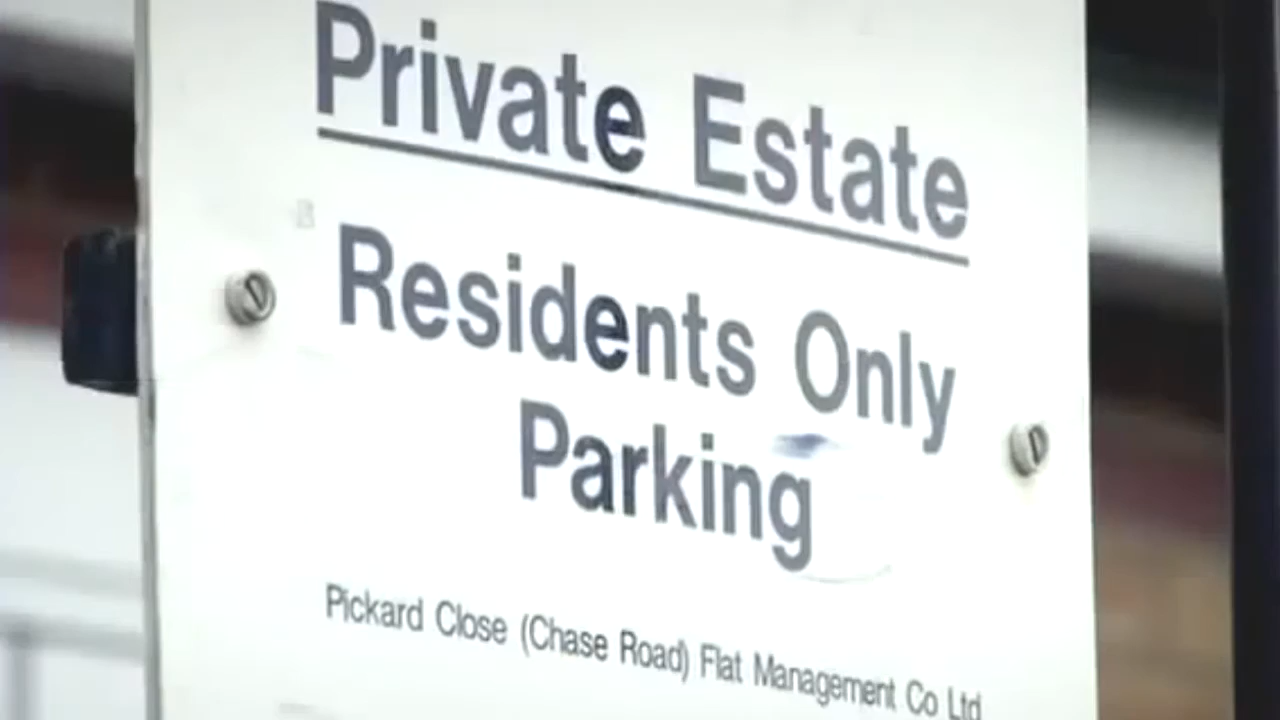 Private Estate
Residents Only
Parking
Pickard Close (Chase Road) Flat Management Co Ltd